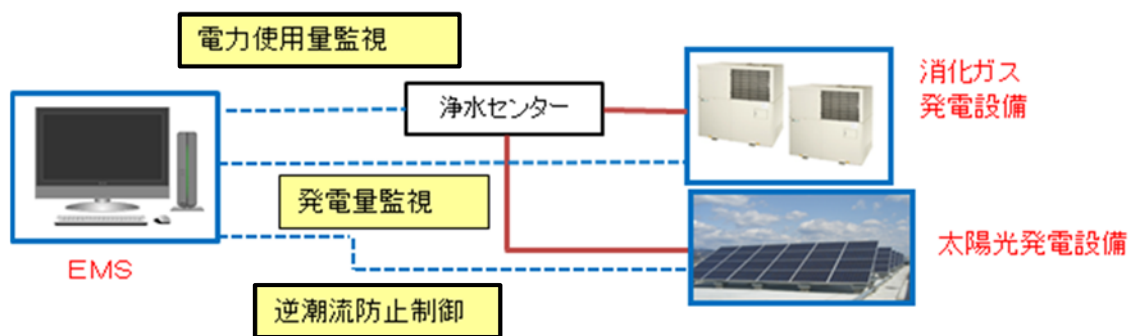 電力使用量監視
消化ガス
発電設備
浄水センター
発電量監視
太陽光発電設備
EMS
逆潮流防止制御